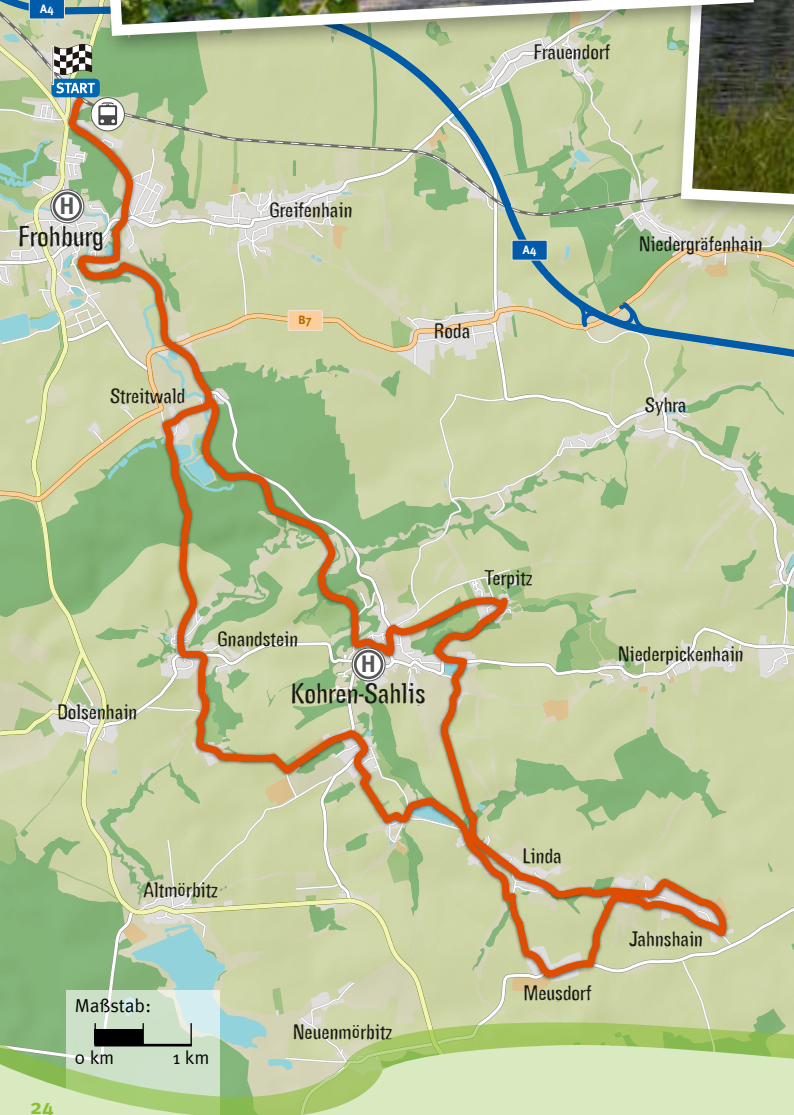 A4
START
Frauendorf
H
Frohburg
Greifenhain
Niedergräfenhain
A4
B7
Roda
Streitwald
Syhra
Terpitz
Gnandstein
Niederpickenhain
H
Kohren-Sahlis
Dolsenhain
Linda
Altmörbitz
Jahnshain
Meusdorf
Maßstab:
0 km 1 km
Neuenmörbitz
24